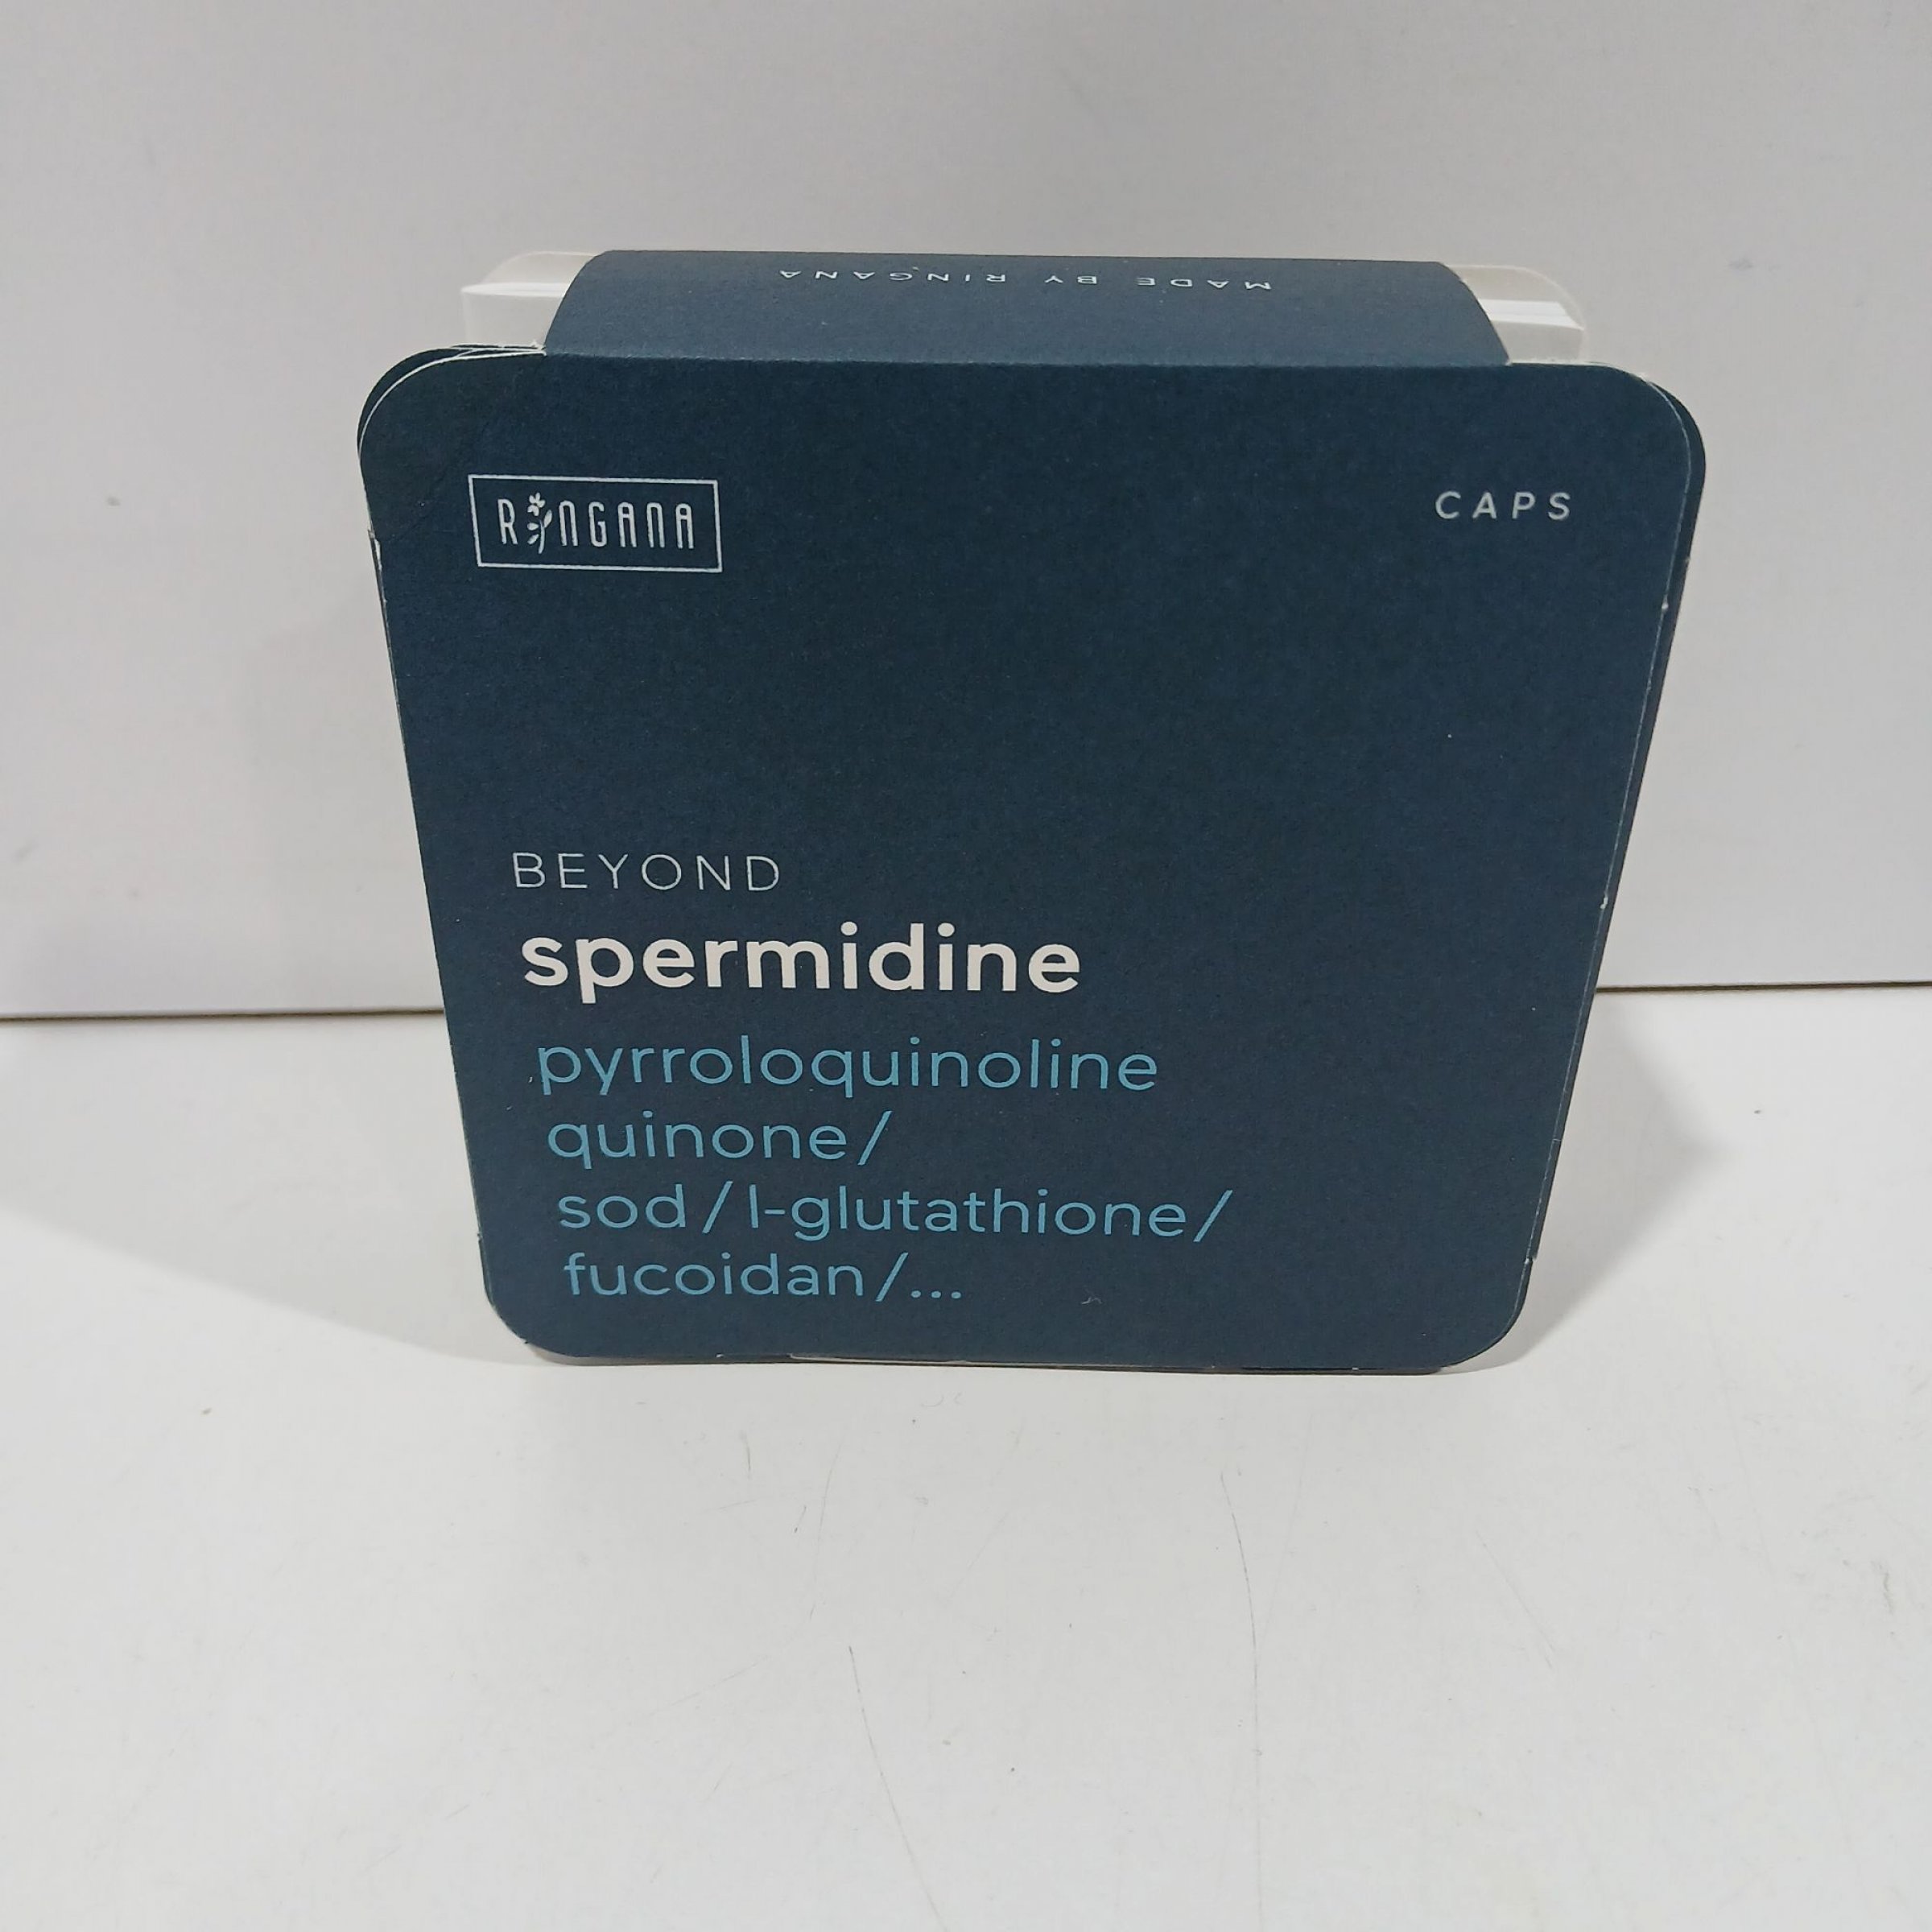 MADE BY RINGANA
RINGANA
CAPS
BEYOND
spermidine
pyrroloquinoline
quinone/
sod/l-glutathione/
fucoidan/...